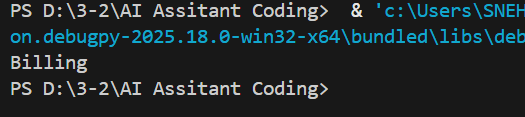 PS D:\3-2\AI Assitant Coding>  & 'c:\Users\SNEH
on.debugpy-2025.18.0-win32-x64\bundled\libs\deb
Billing
PS D:\3-2\AI Assitant Coding>